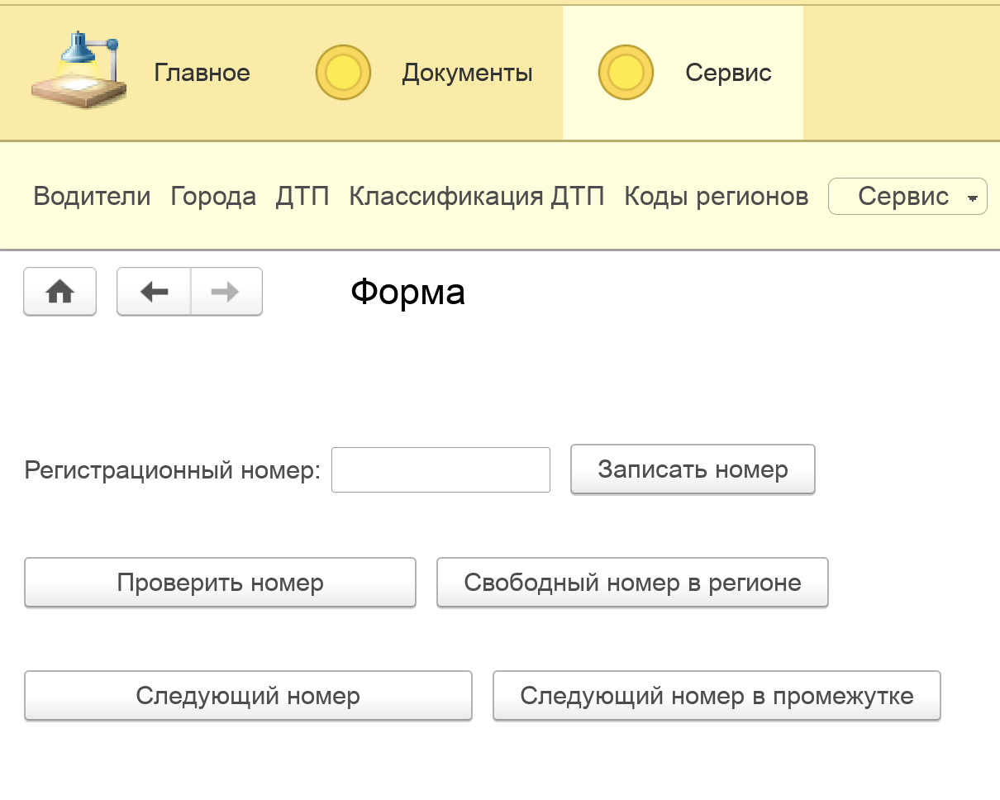 Главное Документы Сервис
Водители Города ДТП Классификация ДТП Коды регионов Сервис
Форма
Регистрационный номер: Записать номер
Проверить номер Свободный номер в регионе
Следующий номер Следующий номер в промежутке